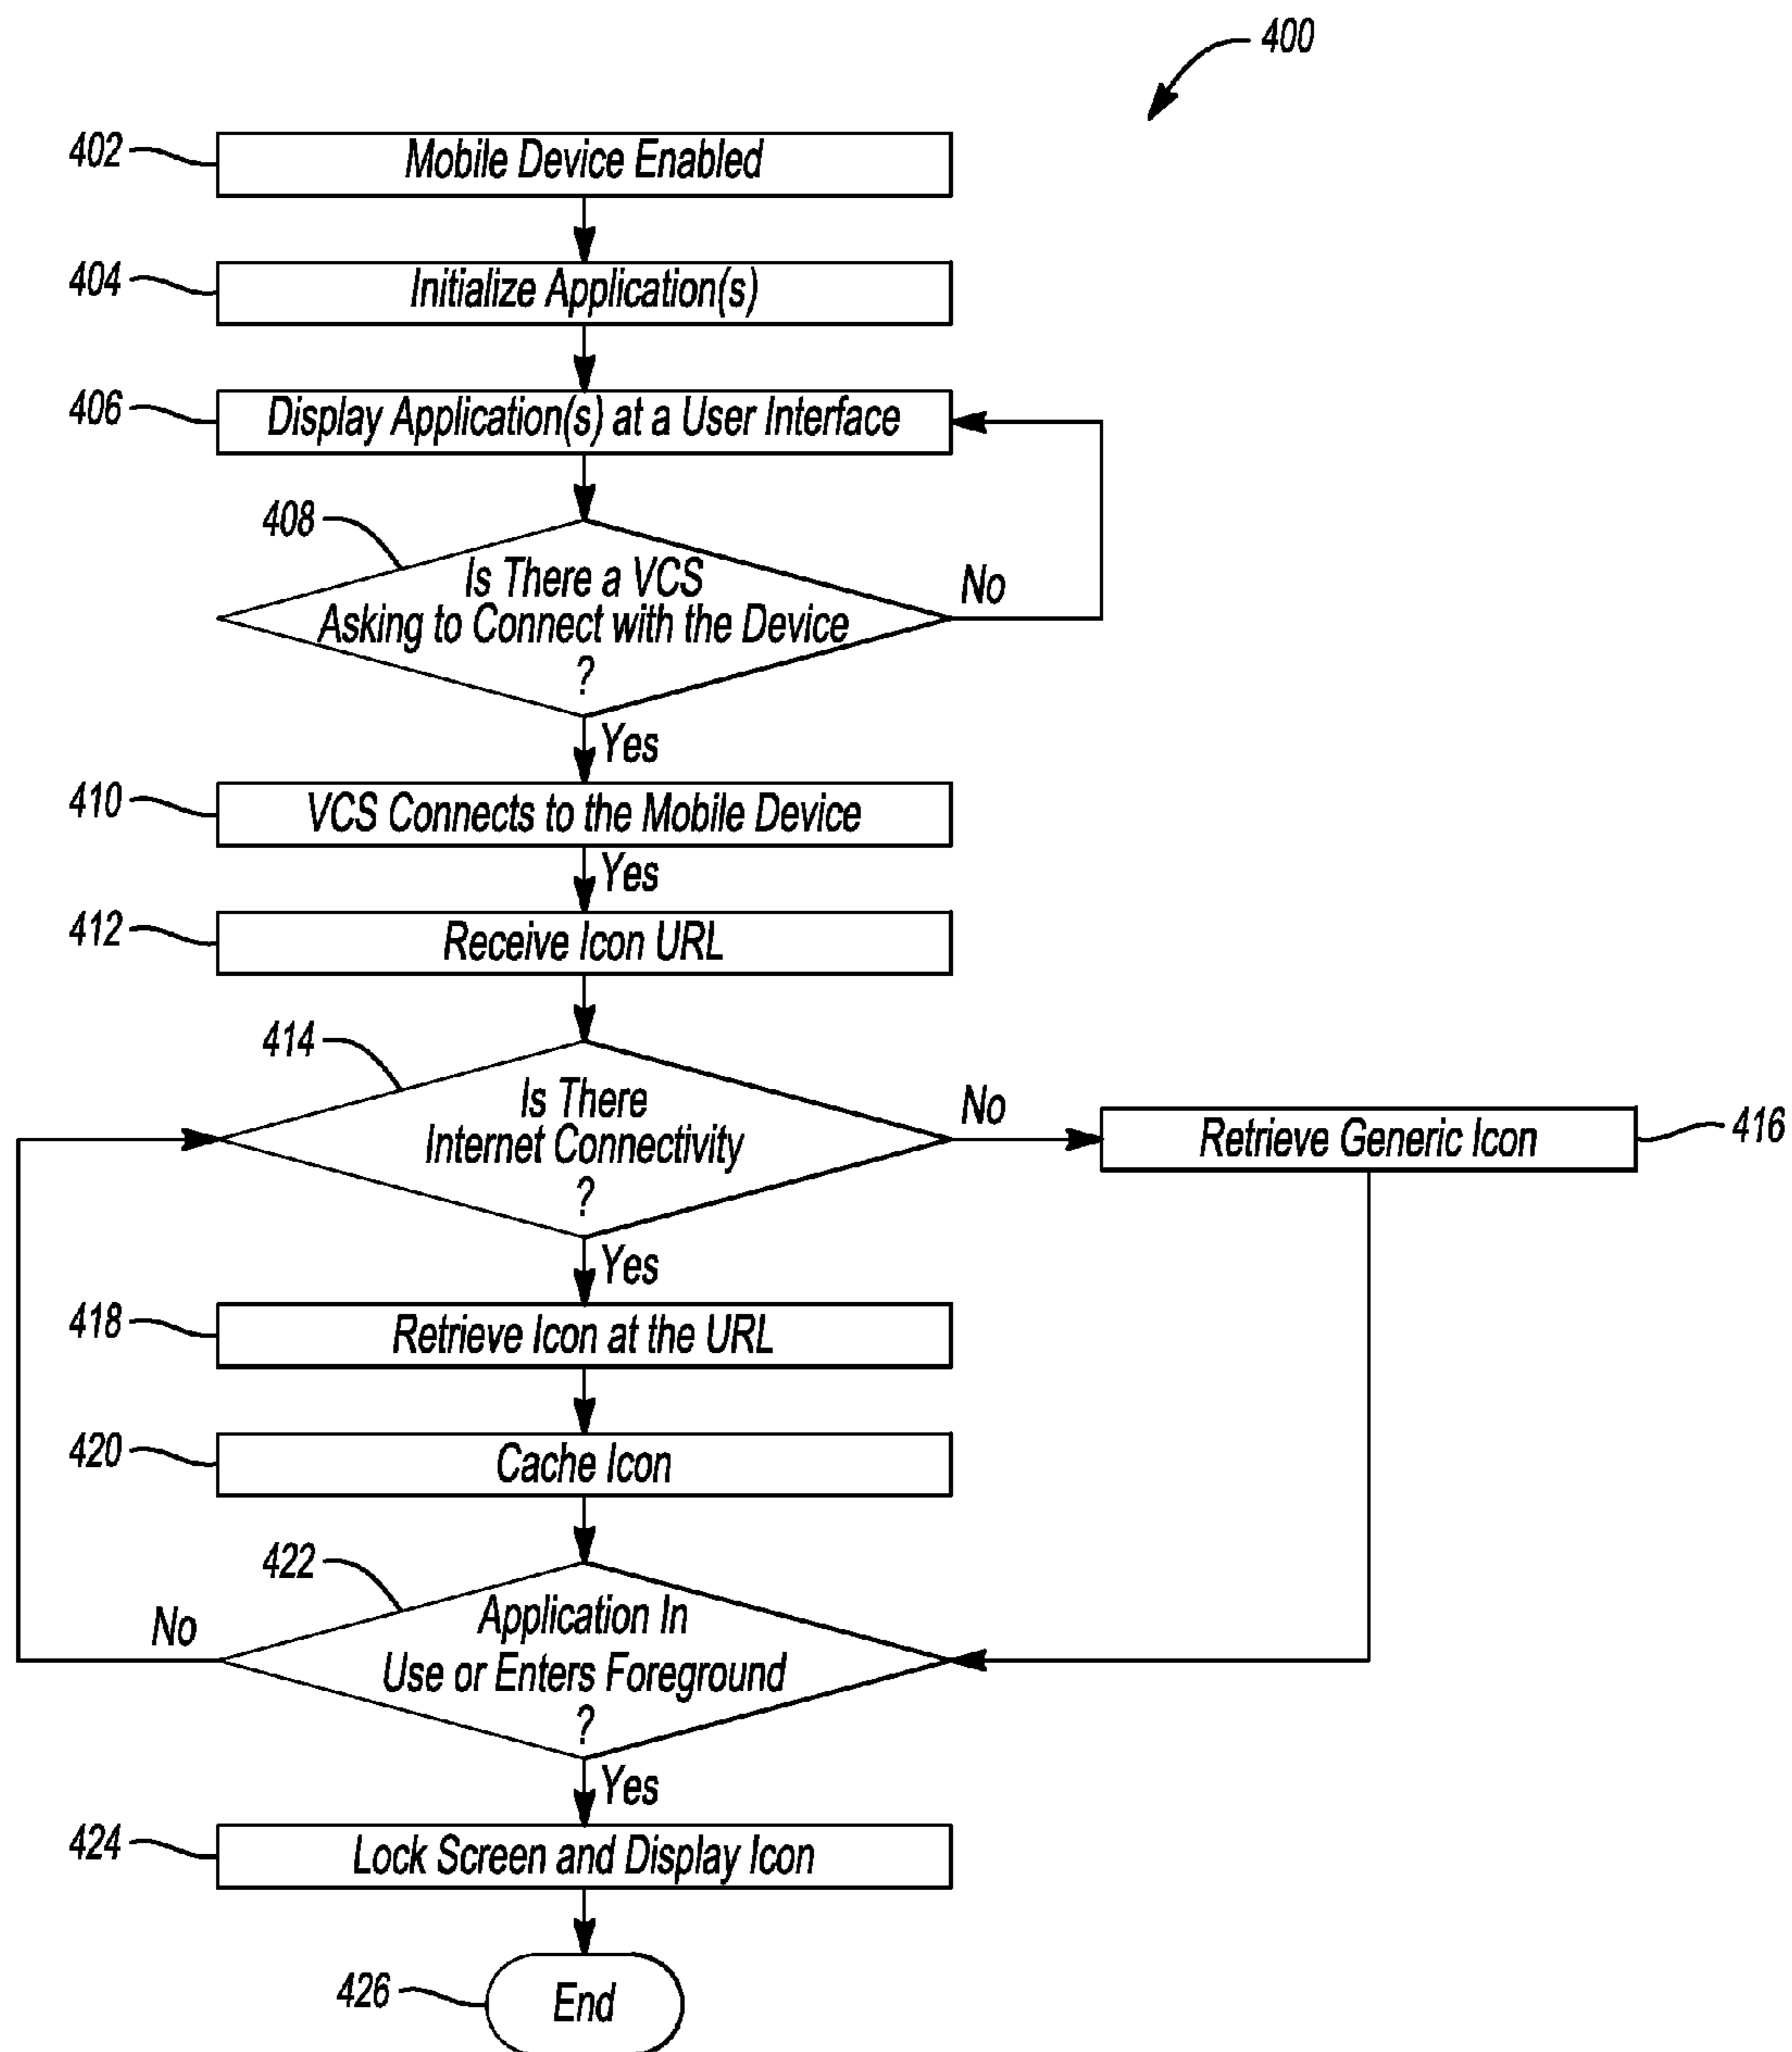 400
402
Mobile Device Enabled
404
Initialize Application(s)
406
Display Application(s) at a User Interface
408
Is There a VCS
Asking to Connect with the Device
?
No
Yes
410
VCS Connects to the Mobile Device
Yes
412
Receive Icon URL
414
Is There
Internet Connectivity
?
No
Retrieve Generic Icon
416
Yes
418
Retrieve Icon at the URL
420
Cache Icon
422
Application In
Use or Enters Foreground
?
No
Yes
424
Lock Screen and Display Icon
426
End